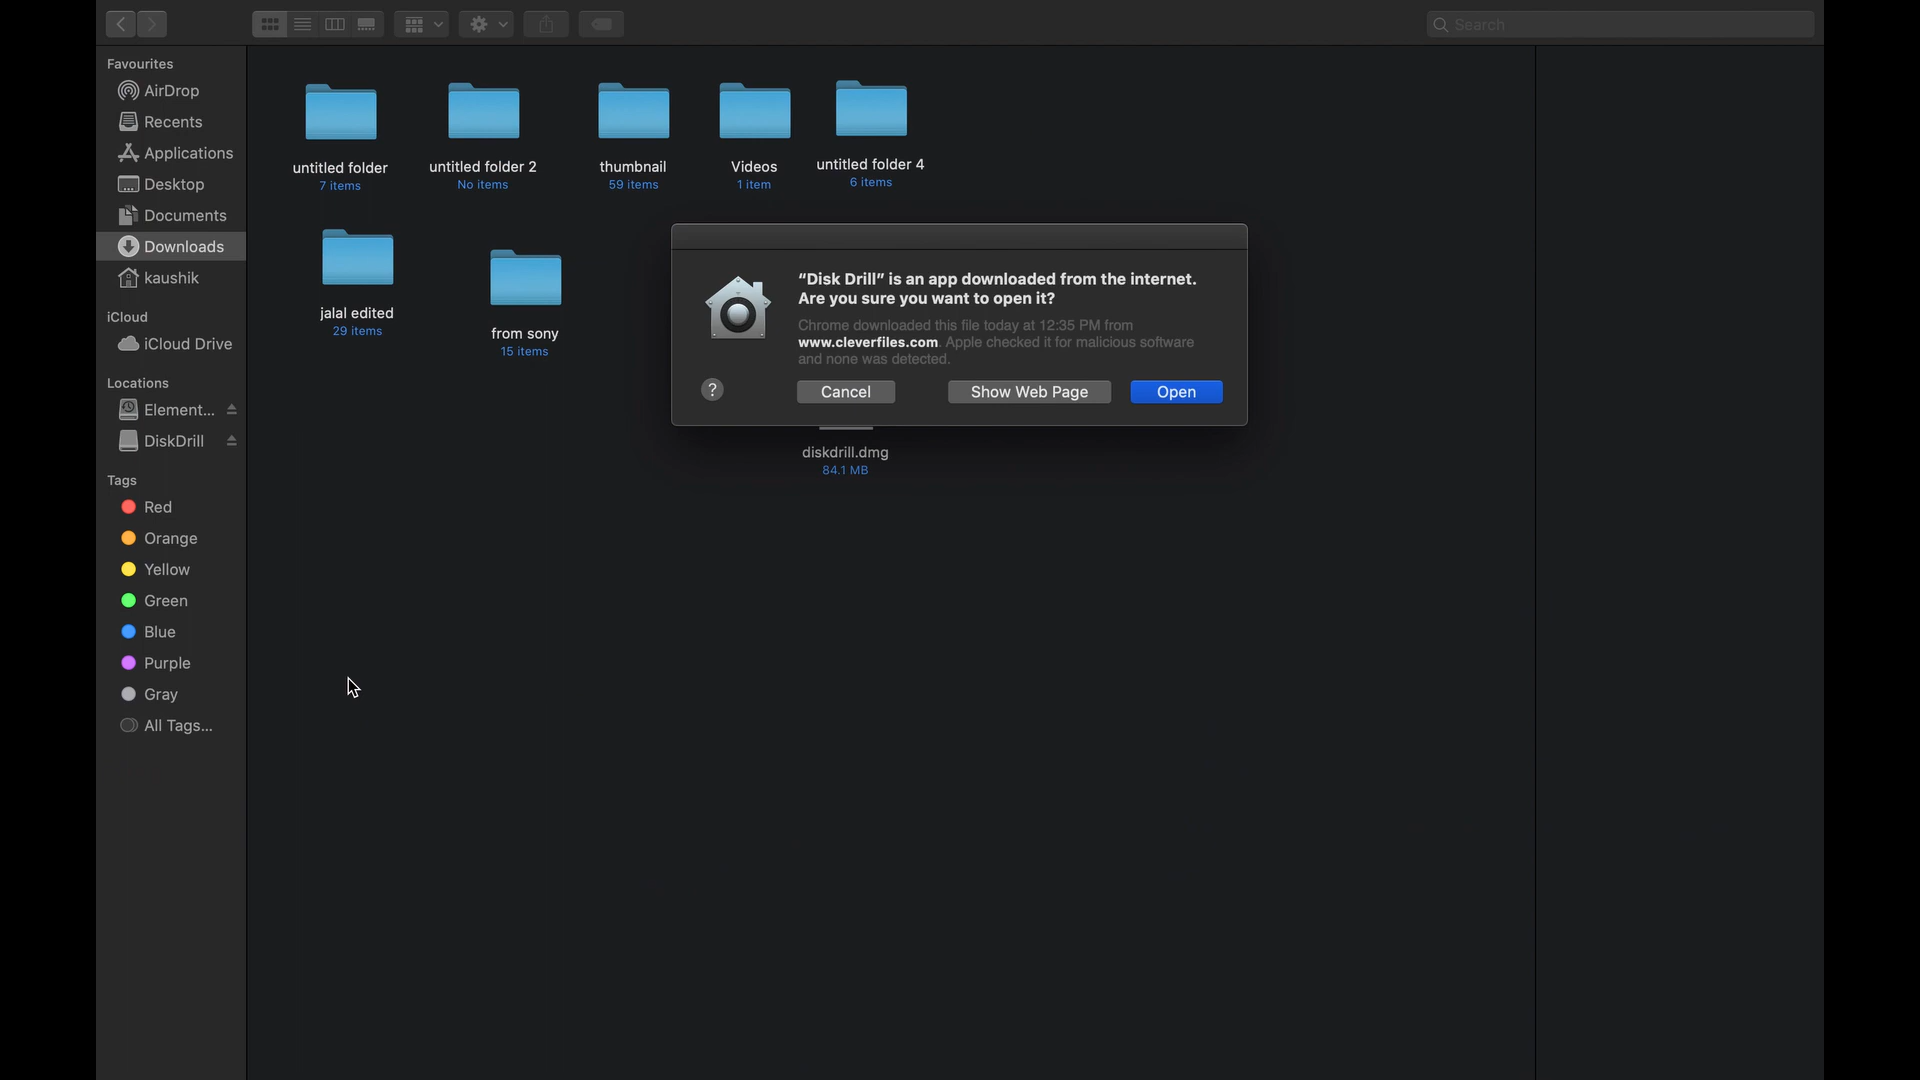 Search
Favourites
AirDrop
Recents
Applications
Desktop
Documents
Downloads
kaushik
iCloud
iCloud Drive
Locations
Element...
DiskDrill
Tags
Red
Orange
Yellow
Green
Blue
Purple
Gray
All Tags...
untitled folder
7 items
untitled folder 2
No items
thumbnail
59 items
Videos
1 item
untitled folder 4
6 items
jalal edited
29 items
from sony
15 items
“Disk Drill” is an app downloaded from the internet.
Are you sure you want to open it?
Chrome downloaded this file today at 12:35 PM from
www.cleverfiles.com. Apple checked it for malicious software
and none was detected.
?
Cancel
Show Web Page
Open
diskdrill.dmg
84.1 MB